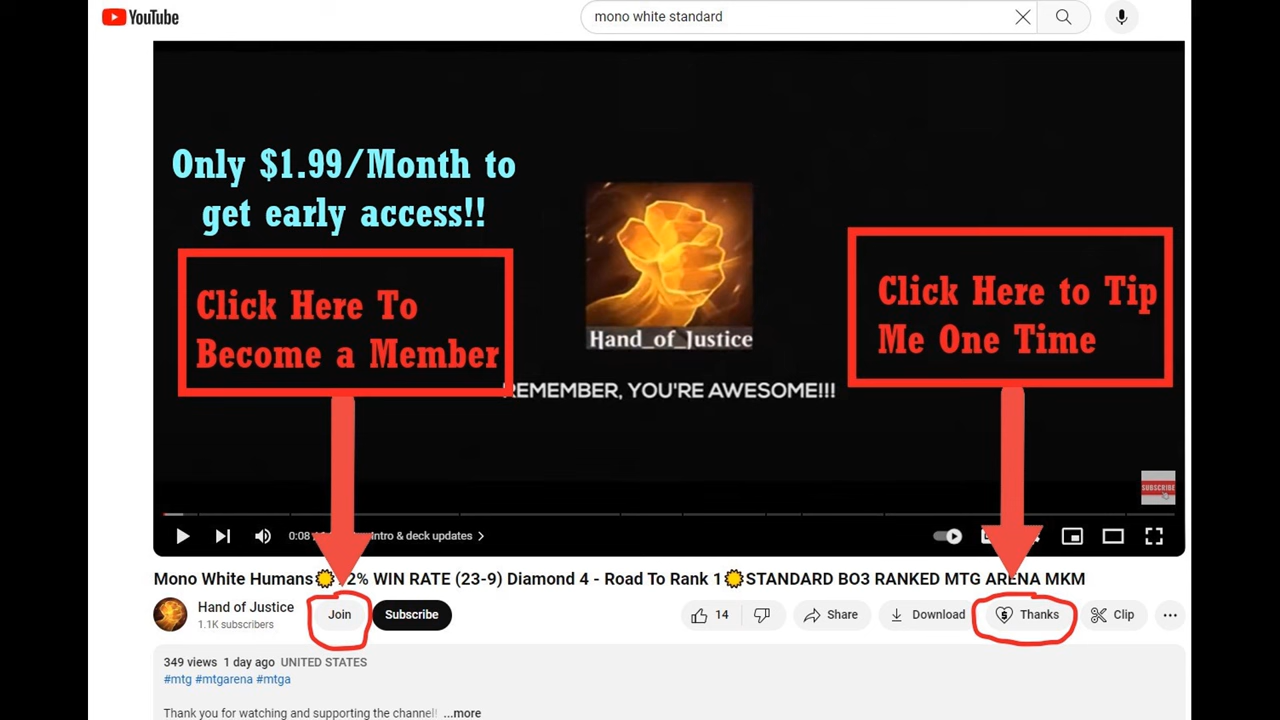 YouTube
mono white standard
Only $1.99/Month to
get early access!!
Click Here To
Become a Member
Click Here to Tip
Me One Time
Hand_of_Justice
REMEMBER, YOU'RE AWESOME!!!
SUBSCRIBE
0:08
Intro & deck updates
Mono White Humans 2% WIN RATE (23-9) Diamond 4 - Road To Rank 1 STANDARD BO3 RANKED MTG ARENA MKM
Hand of Justice
1.1K subscribers
Join
Subscribe
14
Share
Download
Thanks
Clip
349 views 1 day ago UNITED STATES
#mtg #mtgarena #mtga
Thank you for watching and supporting the channel! ...more